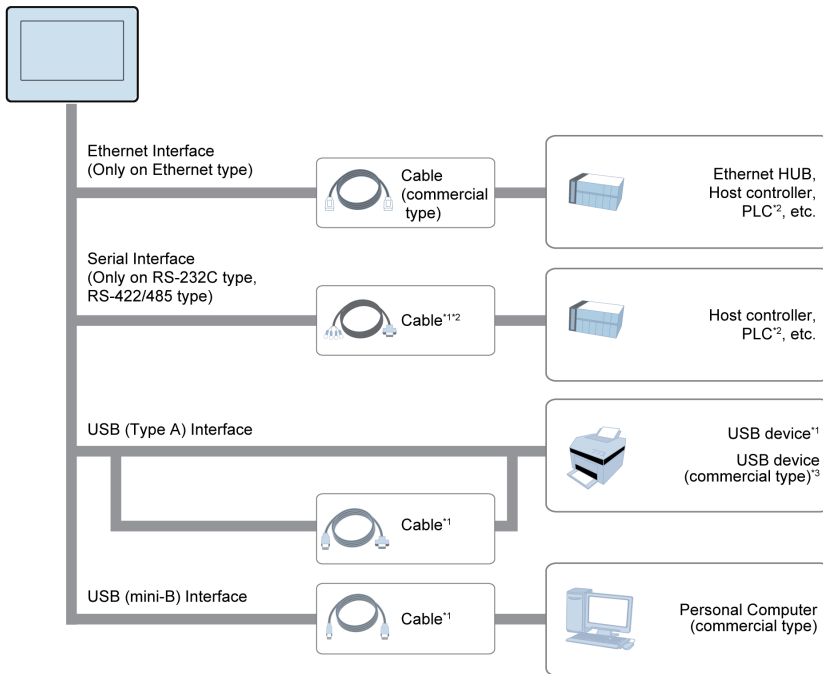 Ethernet Interface
(Only on Ethernet type)
Cable
(commercial
type)
Ethernet HUB,
Host controller,
PLC*2, etc.
Serial Interface
(Only on RS-232C type,
RS-422/485 type)
Cable*1*2
Host controller,
PLC*2, etc.
USB (Type A) Interface
USB device*1
USB device
(commercial type)*3
Cable*1
USB (mini-B) Interface
Cable*1
Personal Computer
(commercial type)